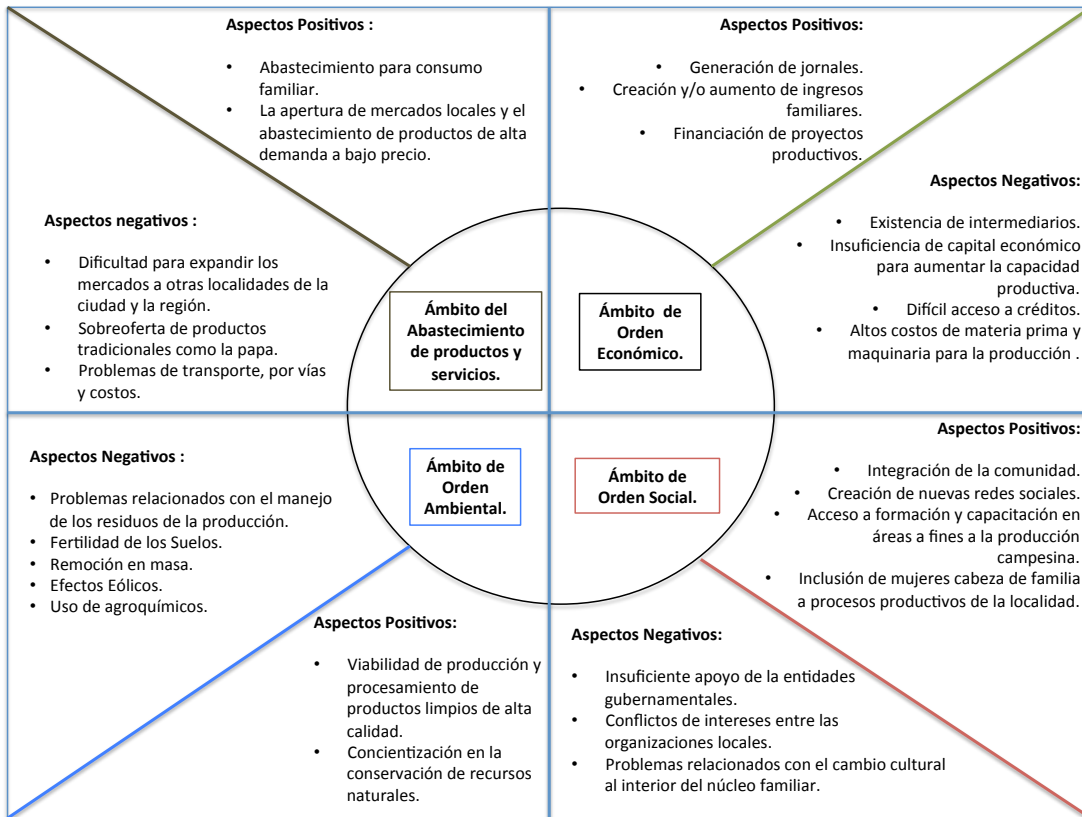 Aspectos Positivos :
• Abastecimiento para consumo
familiar.
• La apertura de mercados locales y el
abastecimiento de productos de alta
demanda a bajo precio.
Aspectos negativos :
• Dificultad para expandir los
mercados a otras localidades de la
ciudad y la región.
• Sobreoferta de productos
tradicionales como la papa.
• Problemas de transporte, por vías
y costos.
Ámbito del
Abastecimiento
de productos y
servicios.
Aspectos Positivos:
• Generación de jornales.
• Creación y/o aumento de ingresos
familiares.
• Financiación de proyectos
productivos.
Aspectos Negativos:
• Existencia de intermediarios.
• Insuficiencia de capital económico
para aumentar la capacidad
productiva.
• Difícil acceso a créditos.
• Altos costos de materia prima y
maquinaria para la producción .
Ámbito de
Orden
Económico.
Aspectos Negativos :
• Problemas relacionados con el manejo
de los residuos de la producción.
• Fertilidad de los Suelos.
• Remoción en masa.
• Efectos Eólicos.
• Uso de agroquímicos.
Ámbito de
Orden
Ambiental.
Aspectos Positivos:
• Viabilidad de producción y
procesamiento de
productos limpios de alta
calidad.
• Concientización en la
conservación de recursos
naturales.
Ámbito de
Orden Social.
Aspectos Positivos:
• Integración de la comunidad.
• Creación de nuevas redes sociales.
• Acceso a formación y capacitación en
áreas a fines a la producción
campesina.
• Inclusión de mujeres cabeza de familia
a procesos productivos de la localidad.
Aspectos Negativos:
• Insuficiente apoyo de la entidades
gubernamentales.
• Conflictos de intereses entre las
organizaciones locales.
• Problemas relacionados con el cambio cultural
al interior del núcleo familiar.